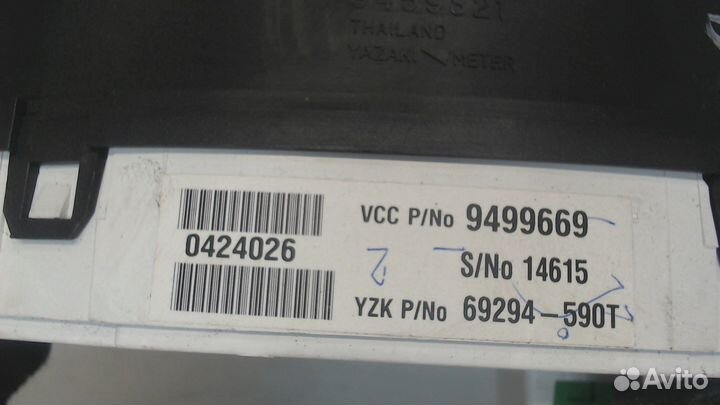 THAILAND
YAZAKI METER
VCC P/No 9499669
0424026
S/No 14615
YZK P/No 69294-590T
Avito